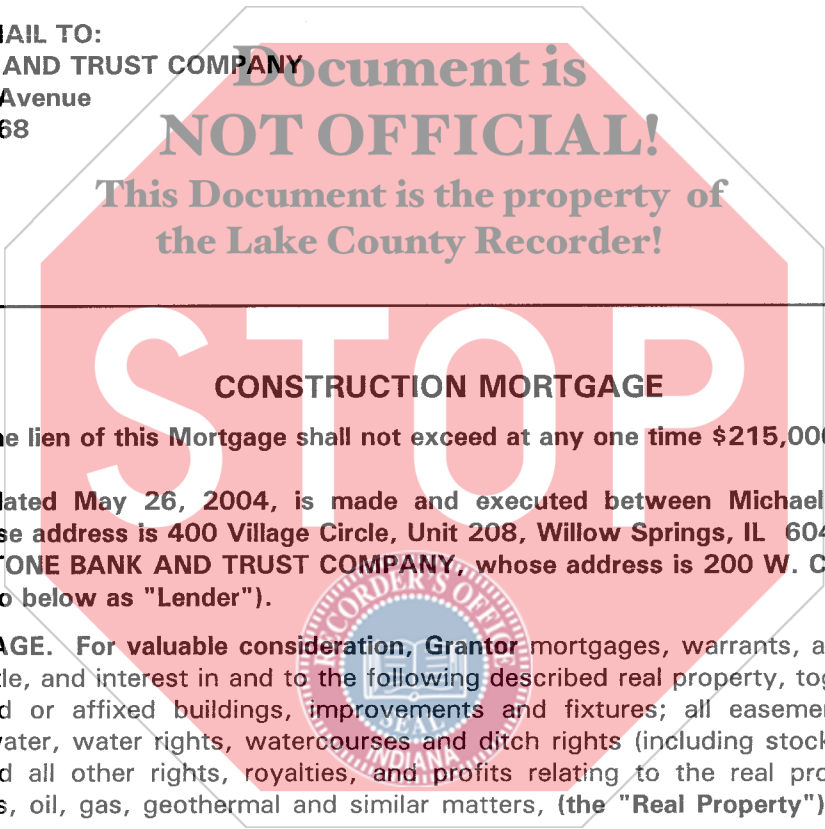 AIL TO:
AND TRUST COMPANY
Avenue
68
Document is
NOT OFFICIAL!
This Document is the property of
the Lake County Recorder!
STOP
CONSTRUCTION MORTGAGE
e lien of this Mortgage shall not exceed at any one time $215,000
ated May 26, 2004, is made and executed between Michael
se address is 400 Village Circle, Unit 208, Willow Springs, IL 604
TONE BANK AND TRUST COMPANY, whose address is 200 W. C
o below as "Lender").
AGE. For valuable consideration, Grantor mortgages, warrants, a
le, and interest in and to the following described real property, tog
d or affixed buildings, improvements and fixtures; all easeme
vater, water rights, watercourses and ditch rights (including stock
d all other rights, royalties, and profits relating to the real pro
s, oil, gas, geothermal and similar matters, (the "Real Property")
RECORDER'S OFFICE
SEAL
INDIANA